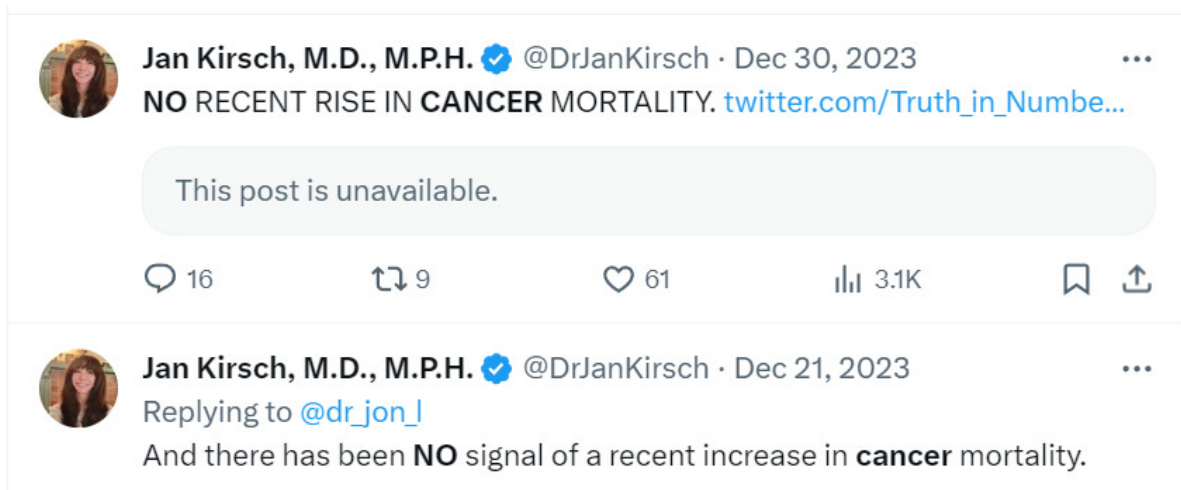 Jan Kirsch, M.D., M.P.H. @DrJanKirsch · Dec 30, 2023
NO RECENT RISE IN CANCER MORTALITY. twitter.com/Truth_in_Numbe...
This post is unavailable.
16 9 61 3.1K
Jan Kirsch, M.D., M.P.H. @DrJanKirsch · Dec 21, 2023
Replying to @dr_jon_l
And there has been NO signal of a recent increase in cancer mortality.